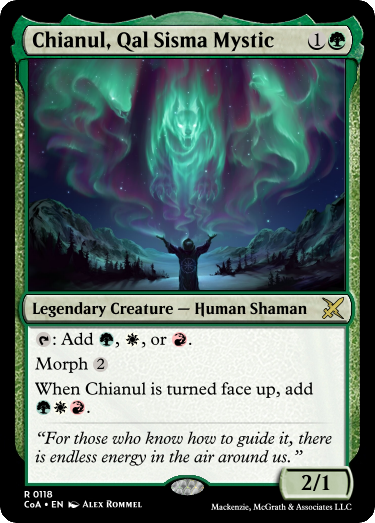 Chianul, Qal Sisma Mystic 1
Legendary Creature — Human Shaman
: Add , , or .
Morph 2
When Chianul is turned face up, add
.
“For those who know how to guide it, there
is endless energy in the air around us.”
2/1
R 0118
CoA • EN Alex Rommel
Mackenzie, McGrath & Associates LLC